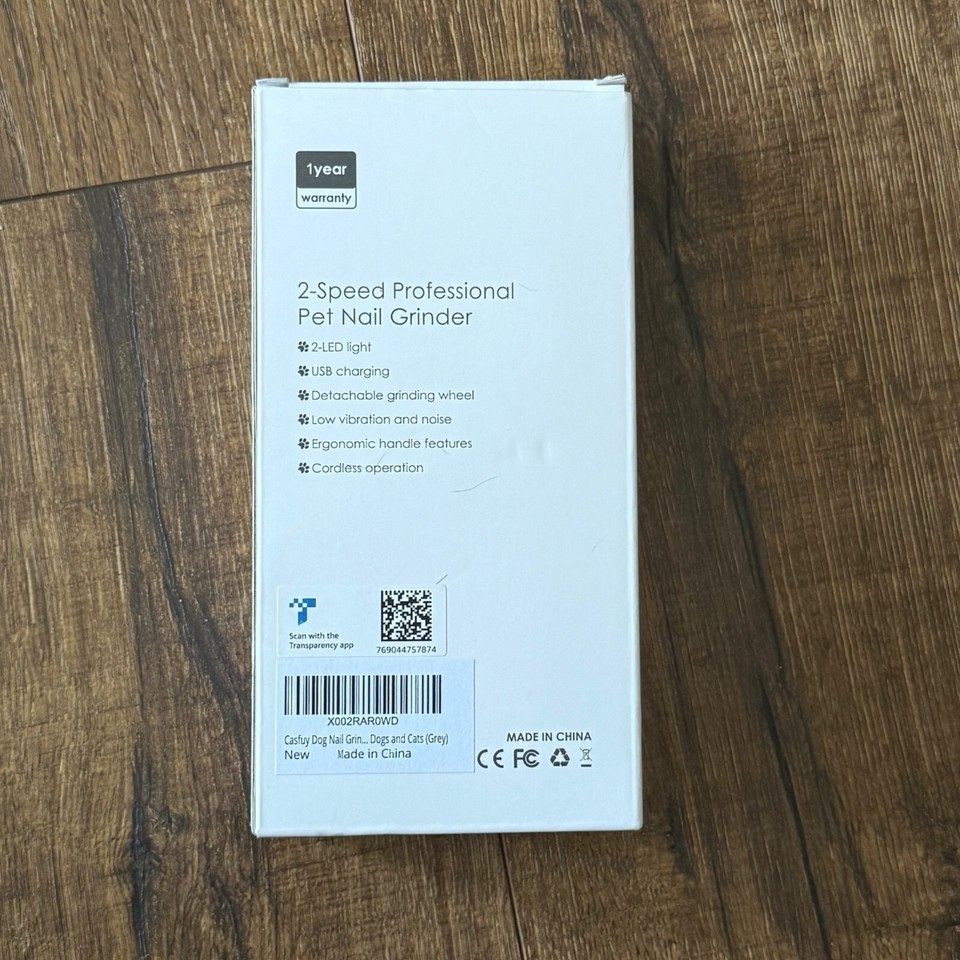 1year
warranty
2-Speed Professional
Pet Nail Grinder
2-LED light
USB charging
Detachable grinding wheel
Low vibration and noise
Ergonomic handle features
Cordless operation
Scan with the
Transparency app
769044757874
X002RAR0WD
Casfuy Dog Nail Grin... Dogs and Cats (Grey)
New Made in China
MADE IN CHINA
CE FC